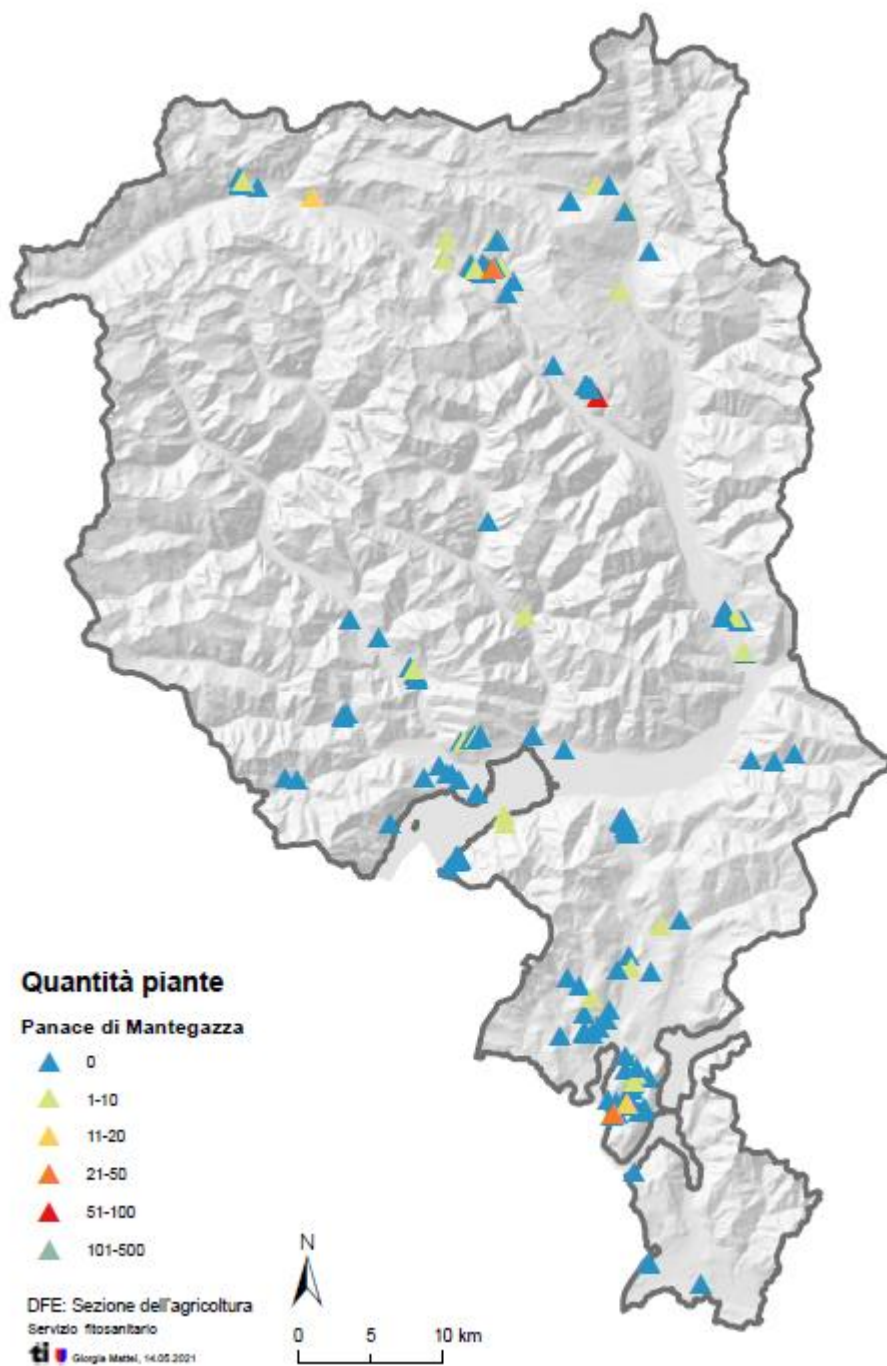 Quantità piante
Panace di Mantegazza
0
1-10
11-20
21-50
51-100
101-500
DFE: Sezione dell'agricoltura
Servizio fitosanitario
ti Giorgia Mattei, 14.05.2021
N
0 5 10 km